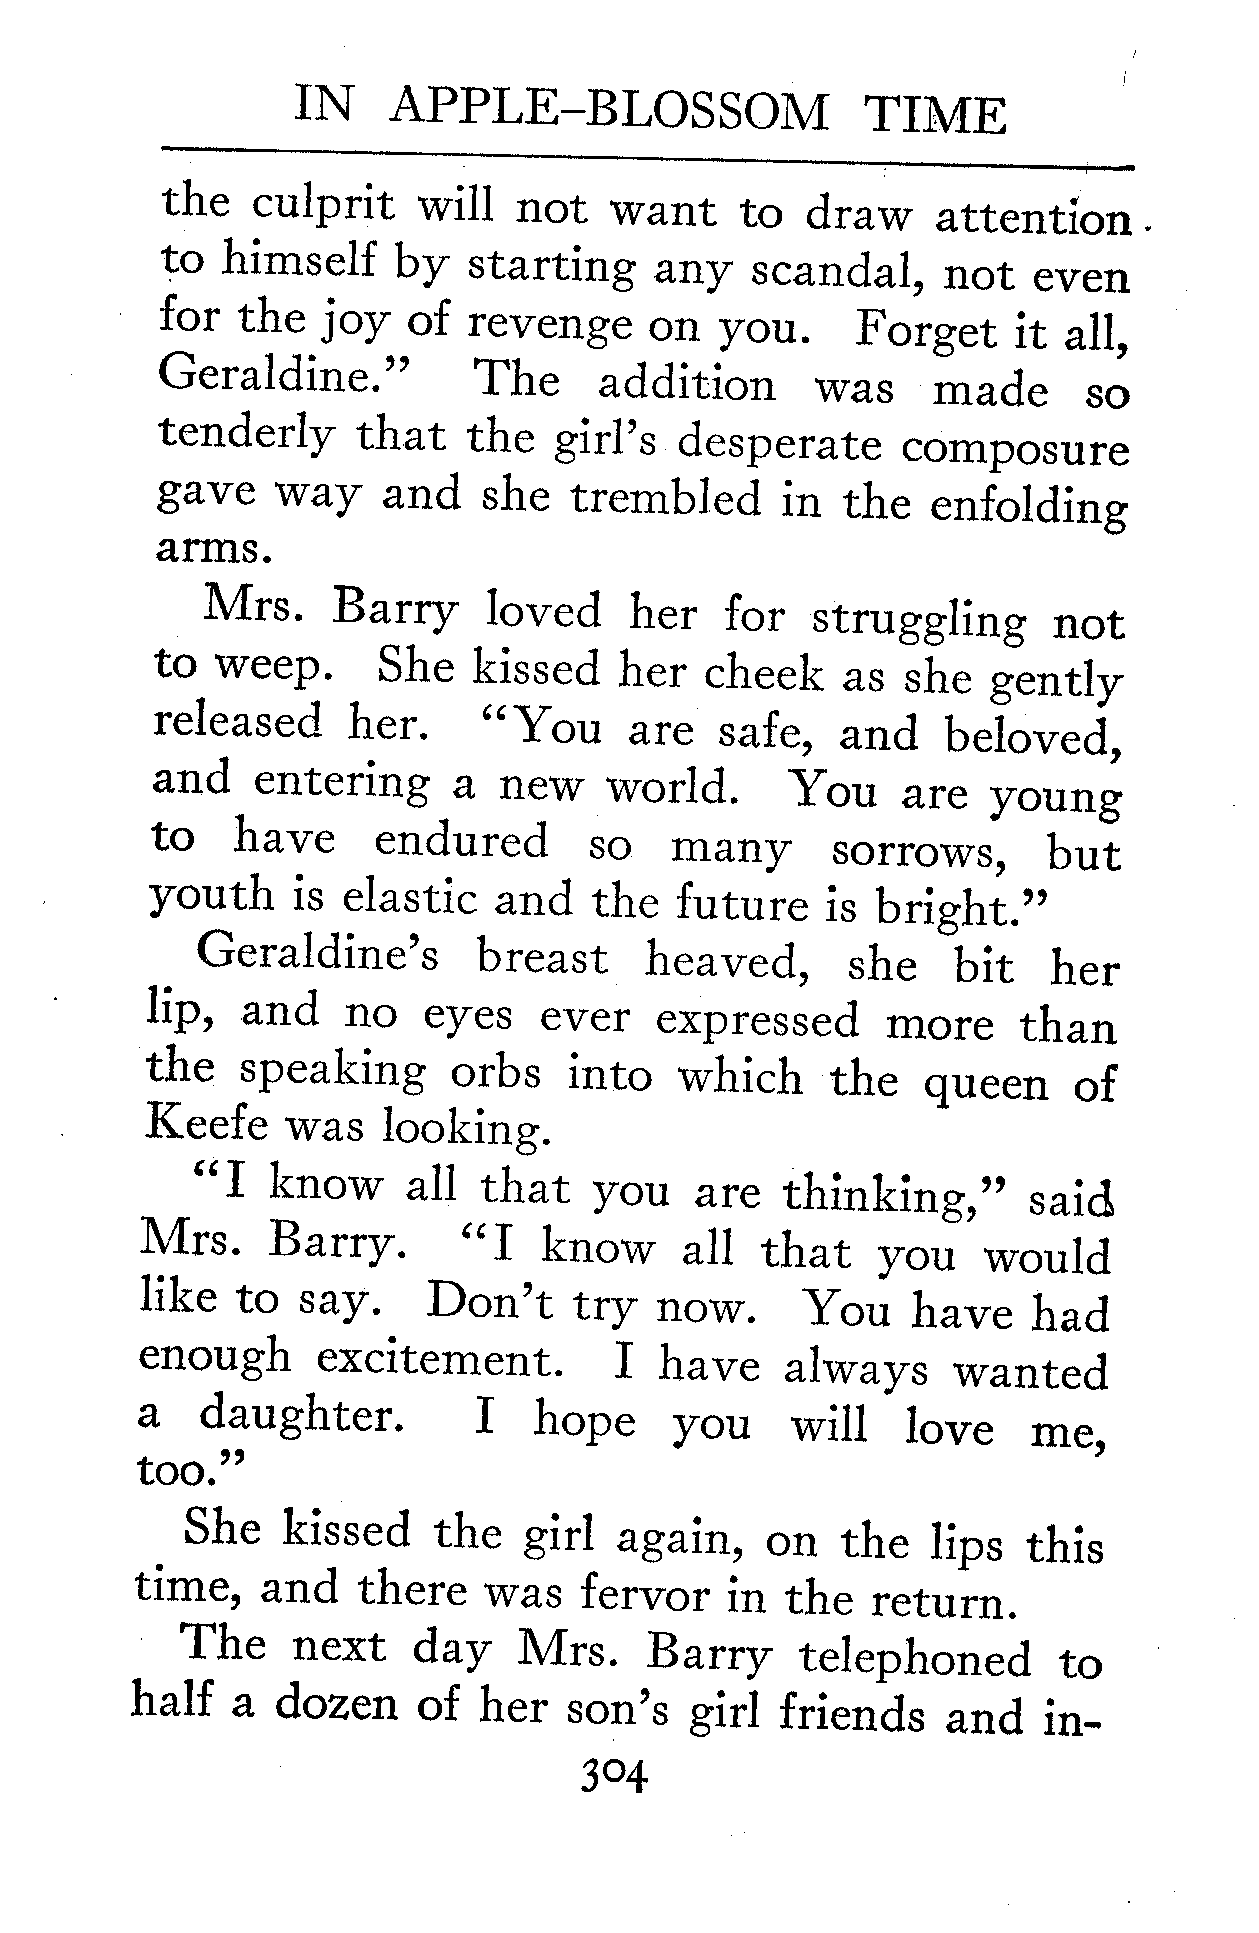 IN APPLE-BLOSSOM TIME
the culprit will not want to draw attention
to himself by starting any scandal, not even
for the joy of revenge on you. Forget it all,
Geraldine.” The addition was made so
tenderly that the girl’s desperate composure
gave way and she trembled in the enfolding
arms.
Mrs. Barry loved her for struggling not
to weep. She kissed her cheek as she gently
released her. “You are safe, and beloved,
and entering a new world. You are young
to have endured so many sorrows, but
youth is elastic and the future is bright.”
Geraldine’s breast heaved, she bit her
lip, and no eyes ever expressed more than
the speaking orbs into which the queen of
Keefe was looking.
“I know all that you are thinking,” said
Mrs. Barry. “I know all that you would
like to say. Don’t try now. You have had
enough excitement. I have always wanted
a daughter. I hope you will love me,
too.”
She kissed the girl again, on the lips this
time, and there was fervor in the return.
The next day Mrs. Barry telephoned to
half a dozen of her son’s girl friends and in-
304